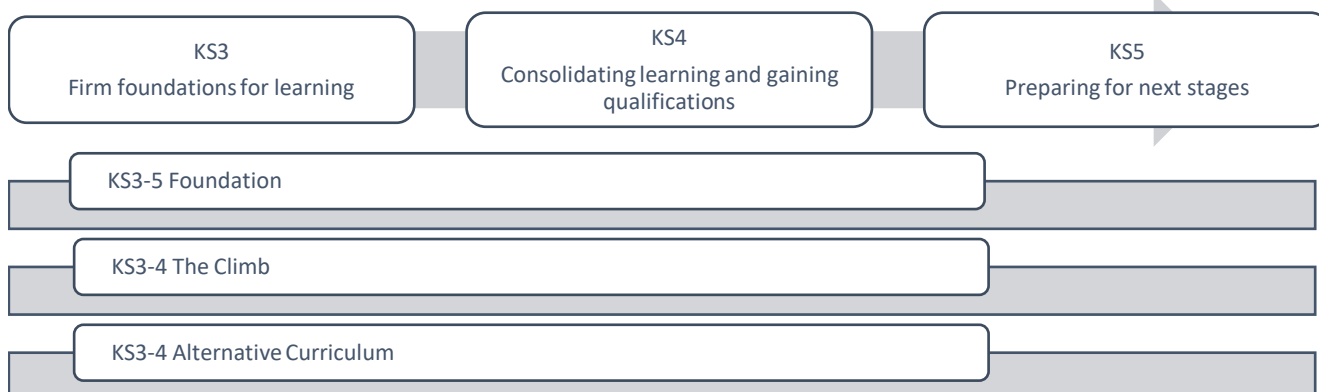 KS3
Firm foundations for learning
KS4
Consolidating learning and gaining
qualifications
KS5
Preparing for next stages
KS3-5 Foundation
KS3-4 The Climb
KS3-4 Alternative Curriculum